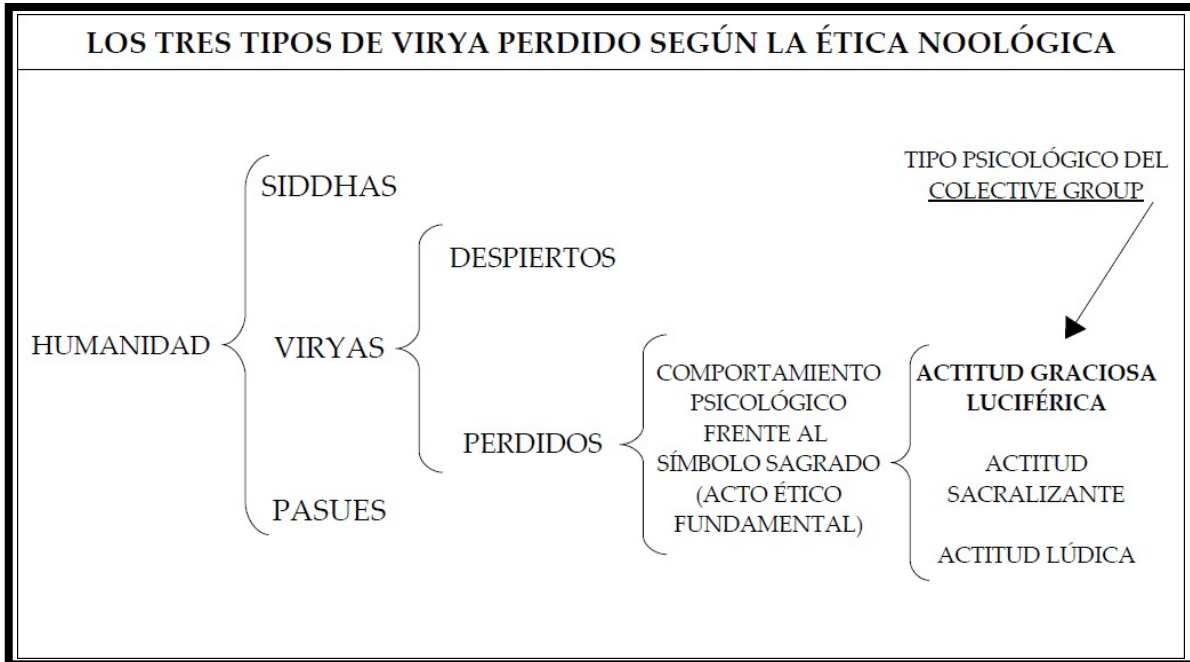 LOS TRES TIPOS DE VIRYA PERDIDO SEGÚN LA ÉTICA NOOLÓGICA
HUMANIDAD
SIDDHAS
VIRYAS
PASUES
DESPIERTOS
PERDIDOS
COMPORTAMIENTO
PSICOLÓGICO
FRENTE AL
SÍMBOLO SAGRADO
(ACTO ÉTICO
FUNDAMENTAL)
TIPO PSICOLÓGICO DEL
COLECTIVE GROUP
ACTITUD GRACIOSA
LUCIFÉRICA
ACTITUD
SACRALIZANTE
ACTITUD LÚDICA